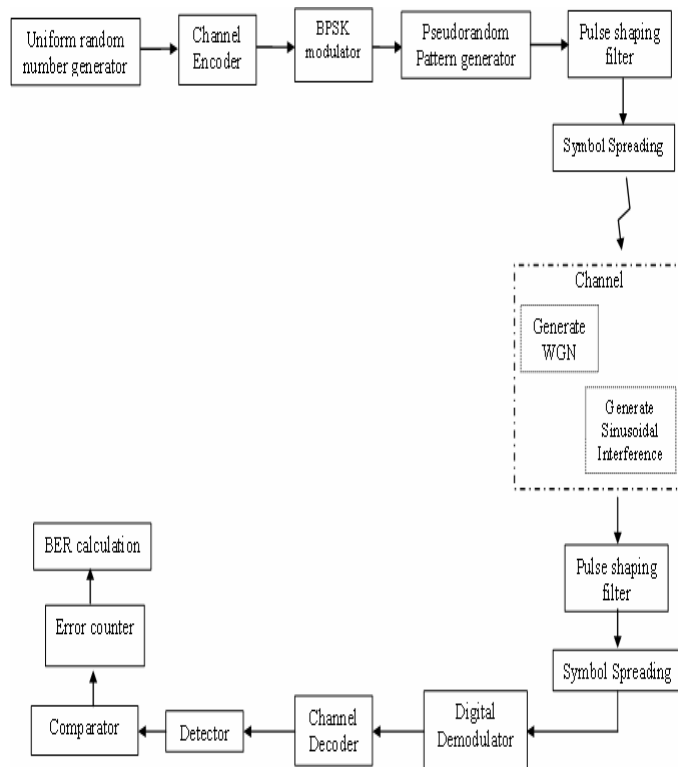 Uniform random
number generator
Channel
Encoder
BPSK
modulator
Pseudorandom
Pattern generator
Pulse shaping
filter
Symbol Spreading
Channel
Generate
WGN
Generate
Sinusoidal
Interference
Pulse shaping
filter
Symbol Spreading
Digital
Demodulator
Channel
Decoder
Detector
Comparator
Error counter
BER calculation